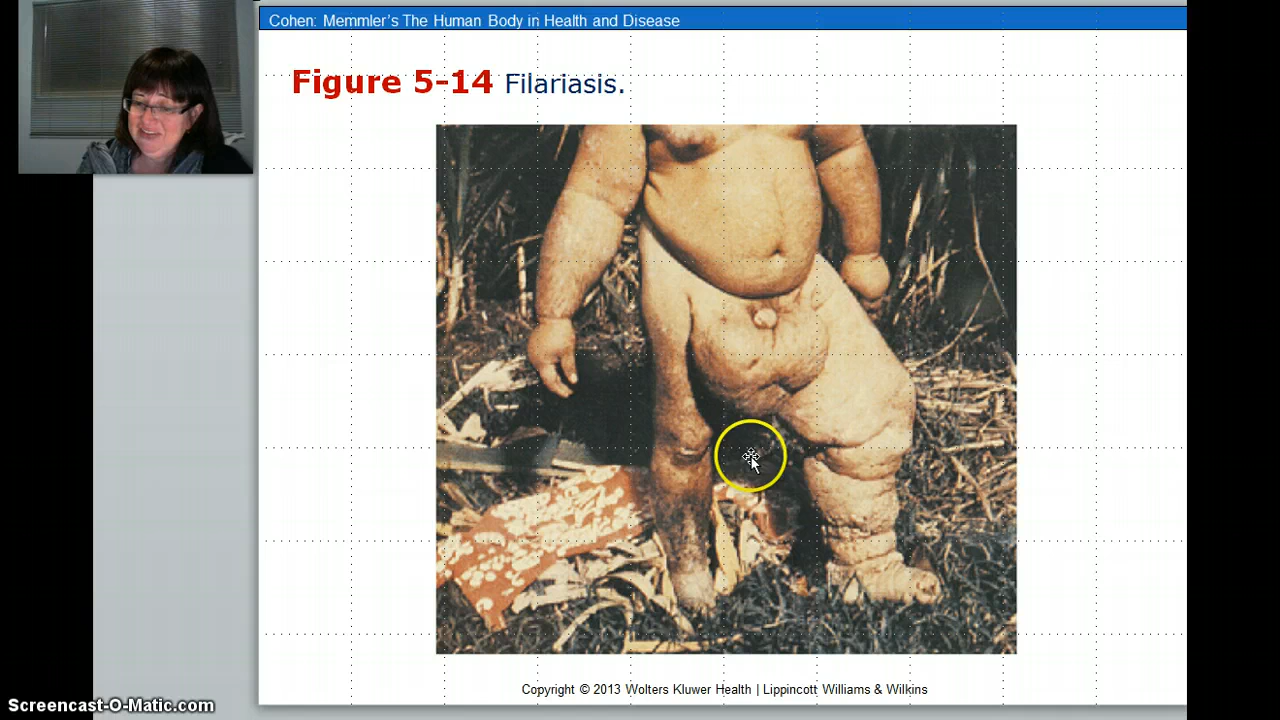 Cohen: Memmler's The Human Body in Health and Disease
Figure 5-14 Filariasis.
Copyright © 2013 Wolters Kluwer Health | Lippincott Williams & Wilkins
Screencast-O-Matic.com